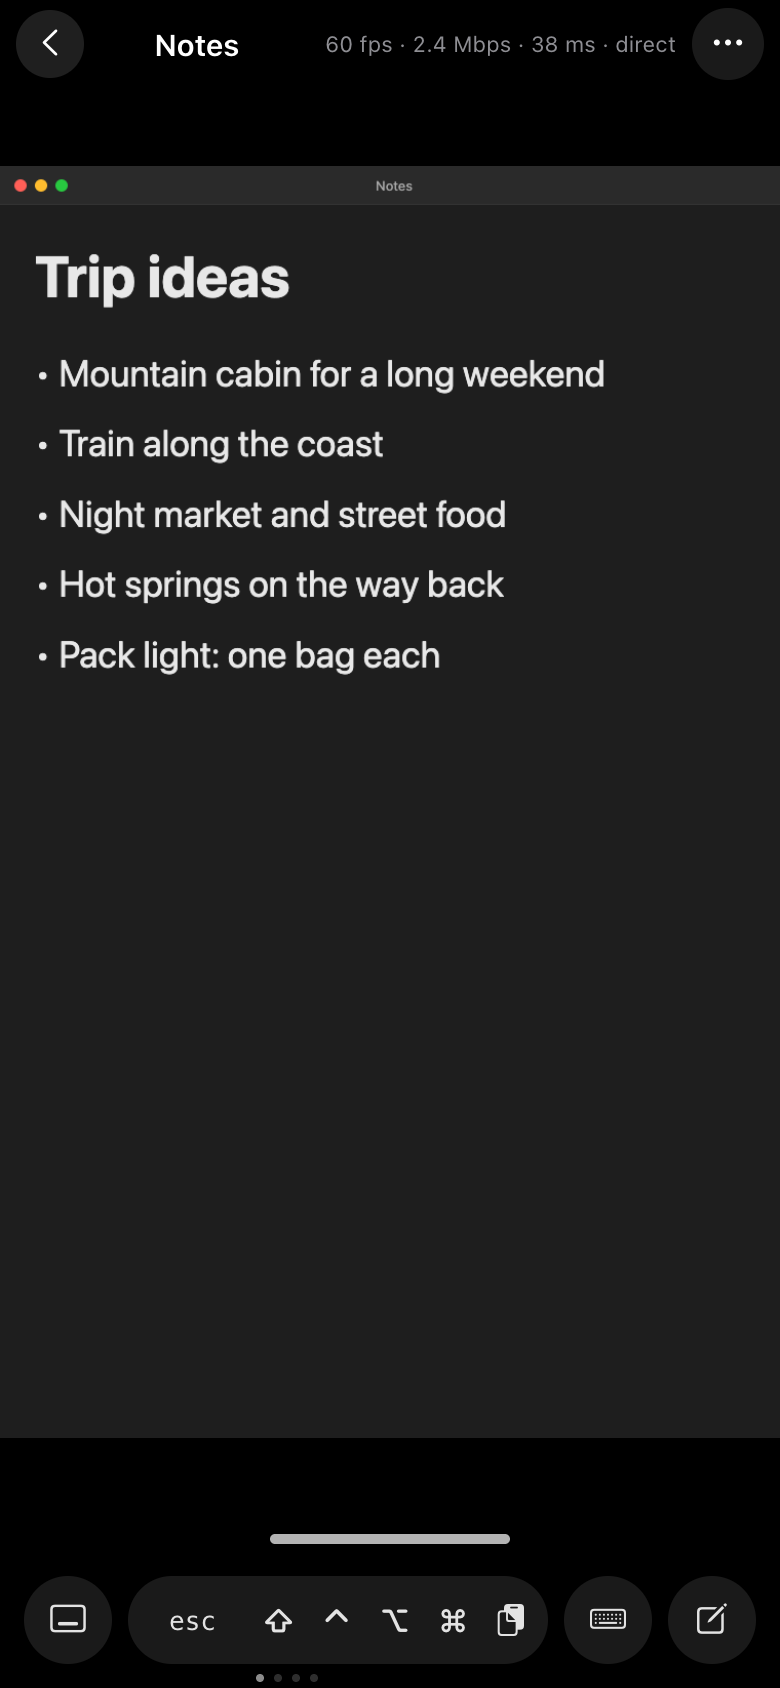 Notes
60 fps · 2.4 Mbps · 38 ms · direct
Notes
Trip ideas
• Mountain cabin for a long weekend
• Train along the coast
• Night market and street food
• Hot springs on the way back
• Pack light: one bag each
esc